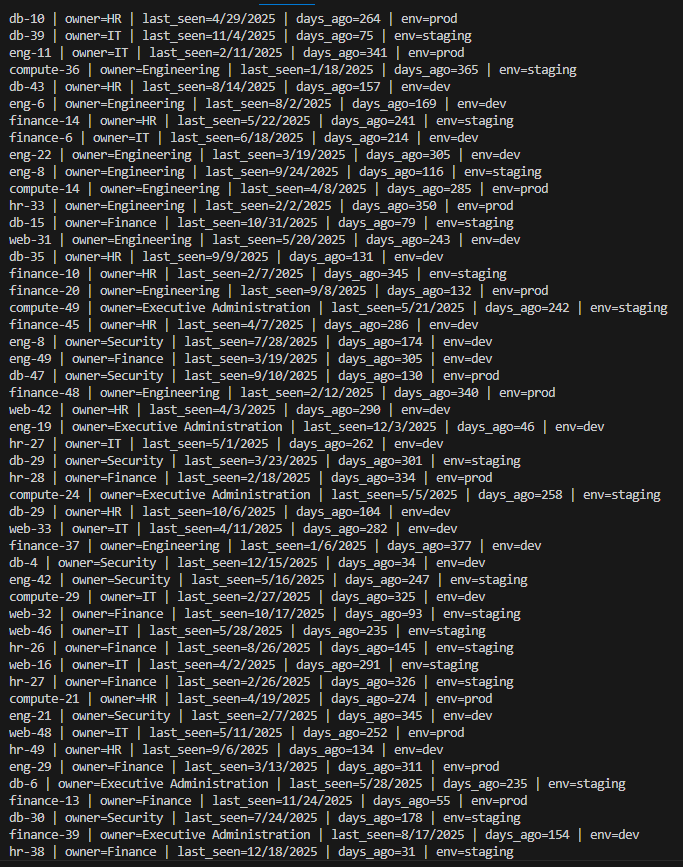 db-10 | owner=HR | last_seen=4/29/2025 | days_ago=264 | env=prod
db-39 | owner=IT | last_seen=11/4/2025 | days_ago=75 | env=staging
eng-11 | owner=IT | last_seen=2/11/2025 | days_ago=341 | env=prod
compute-36 | owner=Engineering | last_seen=1/18/2025 | days_ago=365 | env=staging
db-43 | owner=HR | last_seen=8/14/2025 | days_ago=157 | env=dev
eng-6 | owner=Engineering | last_seen=8/2/2025 | days_ago=169 | env=dev
finance-14 | owner=HR | last_seen=5/22/2025 | days_ago=241 | env=staging
finance-6 | owner=IT | last_seen=6/18/2025 | days_ago=214 | env=dev
eng-22 | owner=Engineering | last_seen=3/19/2025 | days_ago=305 | env=dev
eng-8 | owner=Engineering | last_seen=9/24/2025 | days_ago=116 | env=staging
compute-14 | owner=Engineering | last_seen=4/8/2025 | days_ago=285 | env=prod
hr-33 | owner=Engineering | last_seen=2/2/2025 | days_ago=350 | env=prod
db-15 | owner=Finance | last_seen=10/31/2025 | days_ago=79 | env=staging
web-31 | owner=Engineering | last_seen=5/20/2025 | days_ago=243 | env=dev
db-35 | owner=HR | last_seen=9/9/2025 | days_ago=131 | env=dev
finance-10 | owner=HR | last_seen=2/7/2025 | days_ago=345 | env=staging
finance-20 | owner=Engineering | last_seen=9/8/2025 | days_ago=132 | env=prod
compute-49 | owner=Executive Administration | last_seen=5/21/2025 | days_ago=242 | env=staging
finance-45 | owner=HR | last_seen=4/7/2025 | days_ago=286 | env=dev
eng-8 | owner=Security | last_seen=7/28/2025 | days_ago=174 | env=dev
eng-49 | owner=Finance | last_seen=3/19/2025 | days_ago=305 | env=dev
db-47 | owner=Security | last_seen=9/10/2025 | days_ago=130 | env=prod
finance-48 | owner=Engineering | last_seen=2/12/2025 | days_ago=340 | env=prod
web-42 | owner=HR | last_seen=4/3/2025 | days_ago=290 | env=dev
eng-19 | owner=Executive Administration | last_seen=12/3/2025 | days_ago=46 | env=dev
hr-27 | owner=IT | last_seen=5/1/2025 | days_ago=262 | env=dev
db-29 | owner=Security | last_seen=3/23/2025 | days_ago=301 | env=staging
hr-28 | owner=Finance | last_seen=2/18/2025 | days_ago=334 | env=prod
compute-24 | owner=Executive Administration | last_seen=5/5/2025 | days_ago=258 | env=staging
db-29 | owner=HR | last_seen=10/6/2025 | days_ago=104 | env=dev
web-33 | owner=IT | last_seen=4/11/2025 | days_ago=282 | env=dev
finance-37 | owner=Engineering | last_seen=1/6/2025 | days_ago=377 | env=dev
db-4 | owner=Security | last_seen=12/15/2025 | days_ago=34 | env=dev
eng-42 | owner=Security | last_seen=5/16/2025 | days_ago=247 | env=staging
compute-29 | owner=IT | last_seen=2/27/2025 | days_ago=325 | env=dev
web-32 | owner=Finance | last_seen=10/17/2025 | days_ago=93 | env=staging
web-46 | owner=IT | last_seen=5/28/2025 | days_ago=235 | env=staging
hr-26 | owner=Finance | last_seen=8/26/2025 | days_ago=145 | env=staging
web-16 | owner=IT | last_seen=4/2/2025 | days_ago=291 | env=staging
hr-27 | owner=Finance | last_seen=2/26/2025 | days_ago=326 | env=staging
compute-21 | owner=HR | last_seen=4/19/2025 | days_ago=274 | env=prod
eng-21 | owner=Security | last_seen=2/7/2025 | days_ago=345 | env=dev
web-48 | owner=IT | last_seen=5/11/2025 | days_ago=252 | env=prod
hr-49 | owner=HR | last_seen=9/6/2025 | days_ago=134 | env=dev
eng-29 | owner=Finance | last_seen=3/13/2025 | days_ago=311 | env=prod
db-6 | owner=Executive Administration | last_seen=5/28/2025 | days_ago=235 | env=staging
finance-13 | owner=Finance | last_seen=11/24/2025 | days_ago=55 | env=prod
db-30 | owner=Security | last_seen=7/24/2025 | days_ago=178 | env=staging
finance-39 | owner=Executive Administration | last_seen=8/17/2025 | days_ago=154 | env=dev
hr-38 | owner=Finance | last_seen=12/18/2025 | days_ago=31 | env=staging